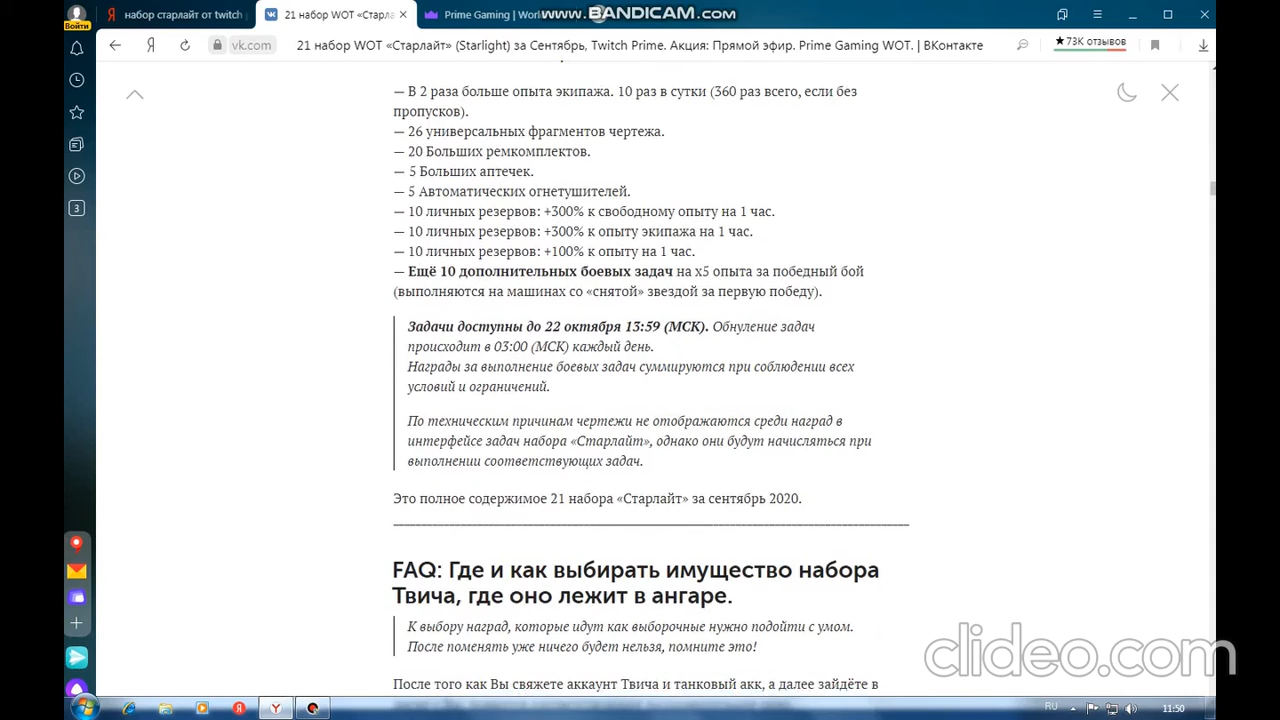 набор старлайт от twitch
21 набор WOT «Старла
Prime Gaming | Wor
www.BANDICAM.com
Войти
vk.com
21 набор WOT «Старлайт» (Starlight) за Сентябрь, Twitch Prime. Акция: Прямой эфир. Prime Gaming WOT. | ВКонтакте
73K отзывов
— В 2 раза больше опыта экипажа. 10 раз в сутки (360 раз всего, если без
пропусков).
— 26 универсальных фрагментов чертежа.
— 20 Больших ремкомплектов.
— 5 Больших аптечек.
— 5 Автоматических огнетушителей.
— 10 личных резервов: +300% к свободному опыту на 1 час.
— 10 личных резервов: +300% к опыту экипажа на 1 час.
— 10 личных резервов: +100% к опыту на 1 час.
— Ещё 10 дополнительных боевых задач на x5 опыта за победный бой
(выполняются на машинах со «снятой» звездой за первую победу).
Задачи доступны до 22 октября 13:59 (МСК). Обнуление задач
происходит в 03:00 (МСК) каждый день.
Награды за выполнение боевых задач суммируются при соблюдении всех
условий и ограничений.
По техническим причинам чертежи не отображаются среди наград в
интерфейсе задач набора «Старлайт», однако они будут начисляться при
выполнении соответствующих задач.
Это полное содержимое 21 набора «Старлайт» за сентябрь 2020.
FAQ: Где и как выбирать имущество набора
Твича, где оно лежит в ангаре.
К выбору наград, которые идут как выборочные нужно подойти с умом.
После поменять уже ничего будет нельзя, помните это!
После того как Вы свяжете аккаунт Твича и танковый акк, а далее зайдёте в
clideo.com
3
RU
11:50